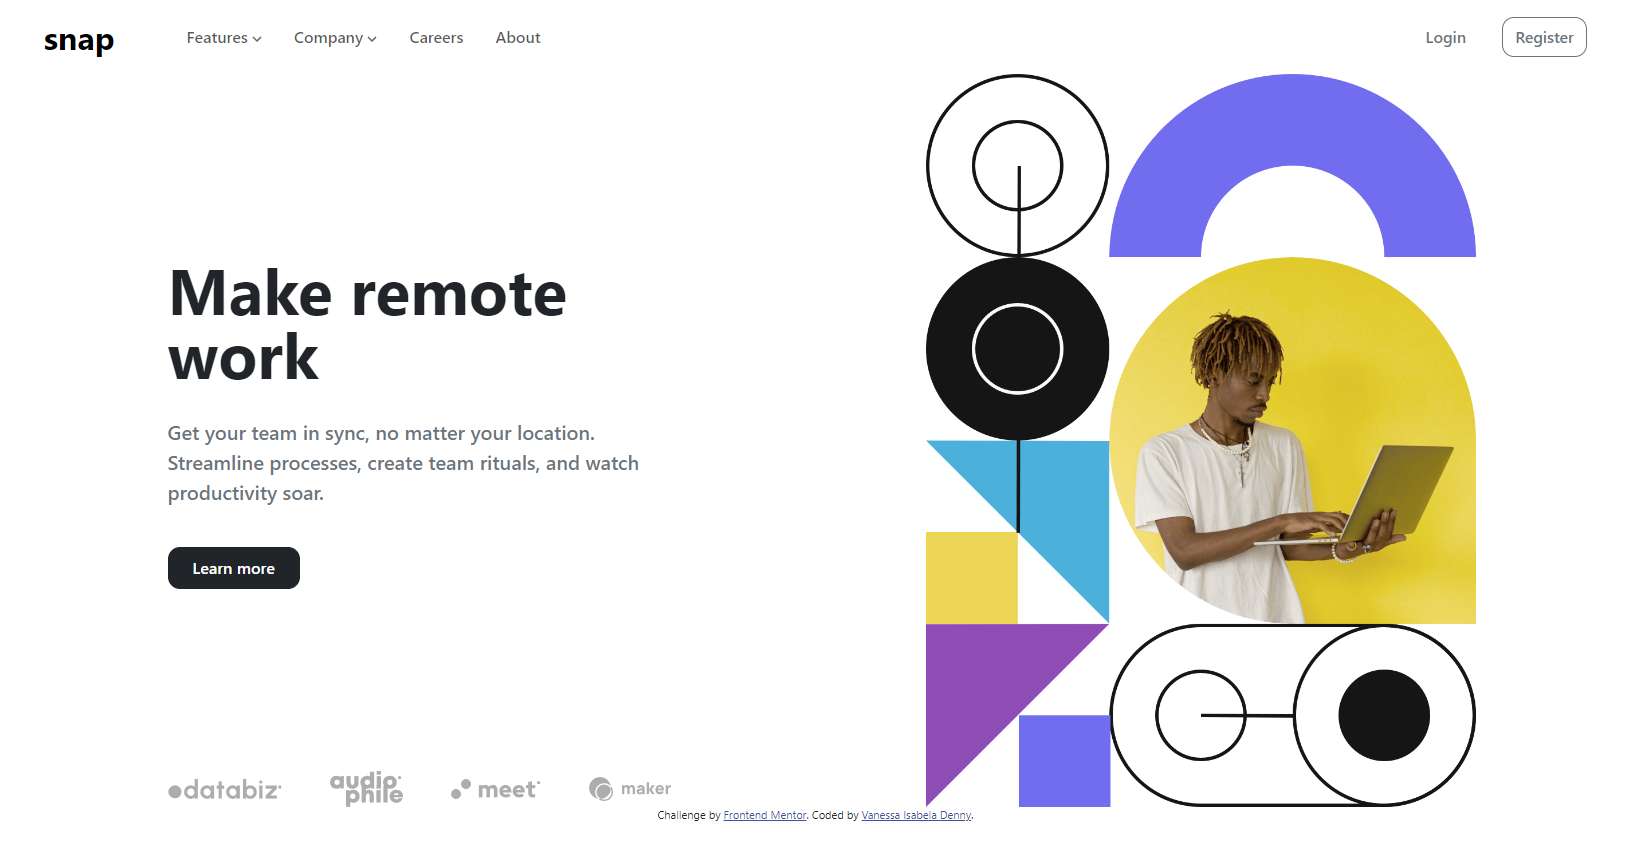 snap
Features
Company
Careers
About
Login
Register
Make remote
work
Get your team in sync, no matter your location.
Streamline processes, create team rituals, and watch
productivity soar.
Learn more
databiz
audio
phile
meet
maker
Challenge by Frontend Mentor. Coded by Vanessa Isabela Denny.